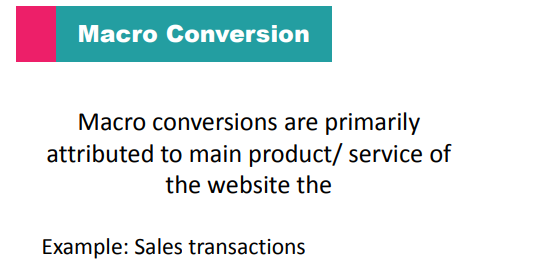 Macro Conversion
Macro conversions are primarily
attributed to main product/ service of
the website the
Example: Sales transactions